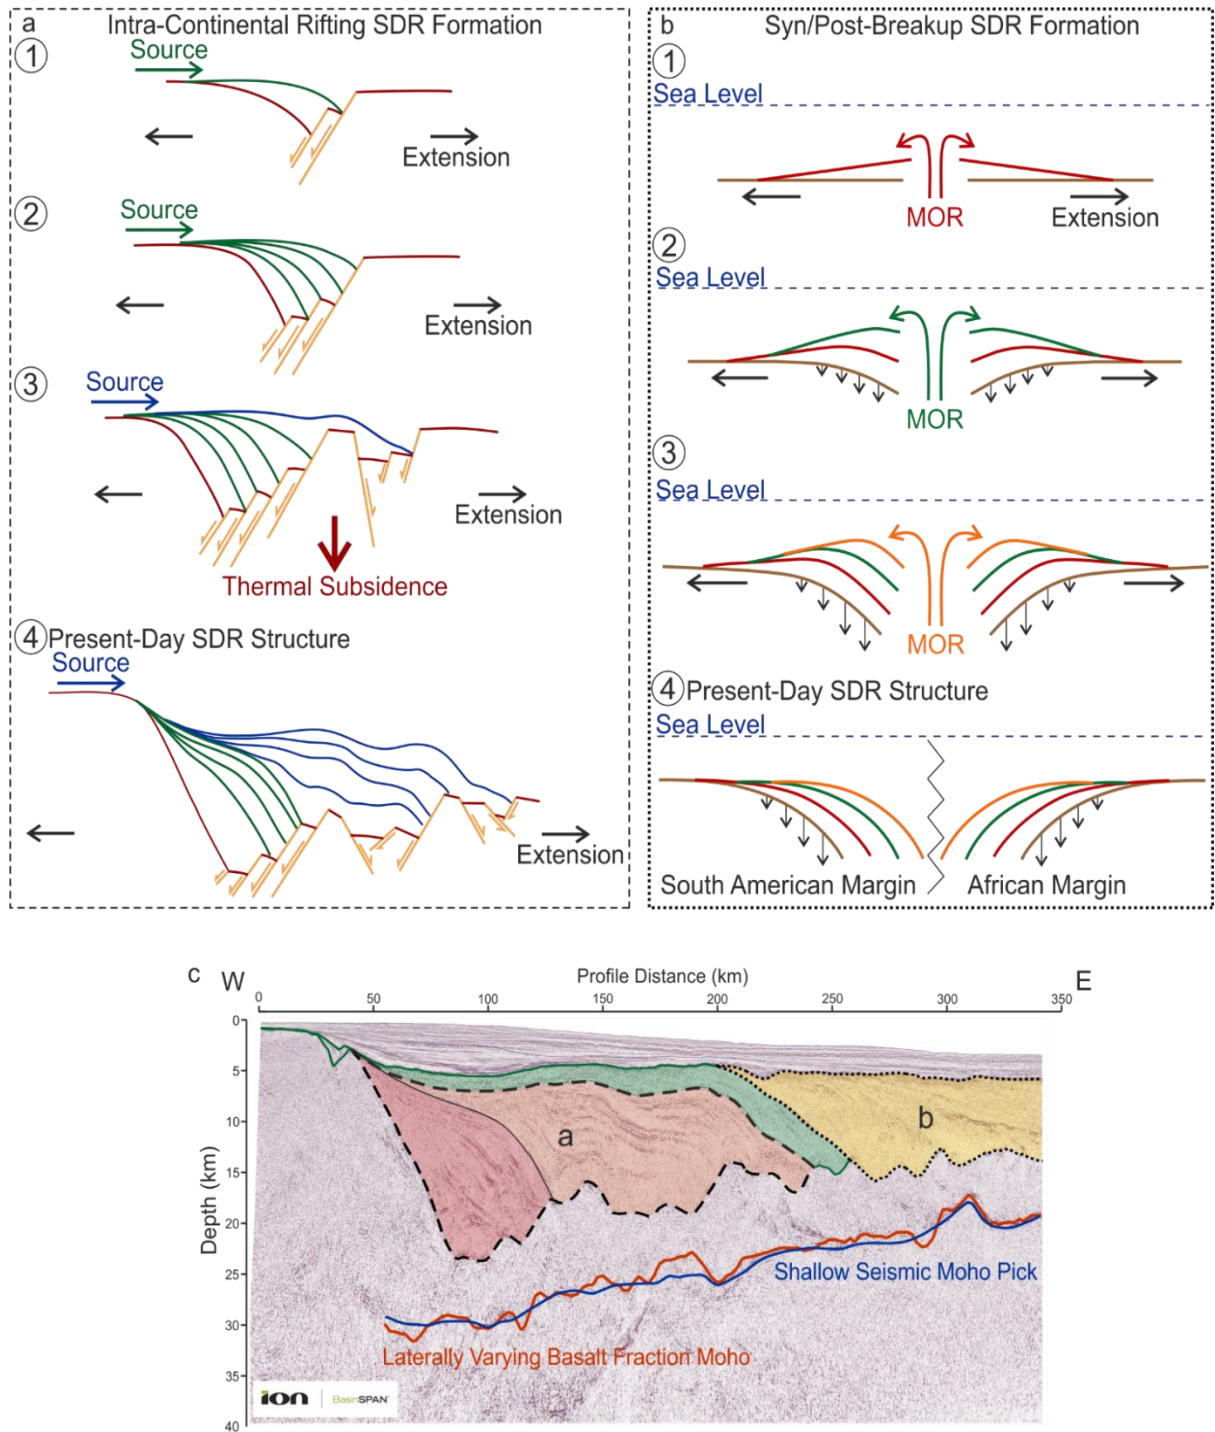 a Intra-Continental Rifting SDR Formation
1
Source
Extension
2
Source
Extension
3
Source
Extension
Thermal Subsidence
4 Present-Day SDR Structure
Source
Extension
b Syn/Post-Breakup SDR Formation
1
Sea Level
MOR
Extension
2
Sea Level
MOR
3
Sea Level
MOR
4 Present-Day SDR Structure
Sea Level
South American Margin
African Margin
c W Profile Distance (km) E
0 50 100 150 200 250 300 350
Depth (km)
0
5
10
15
20
25
30
35
40
a
b
Shallow Seismic Moho Pick
Laterally Varying Basalt Fraction Moho
ion BasinSPAN